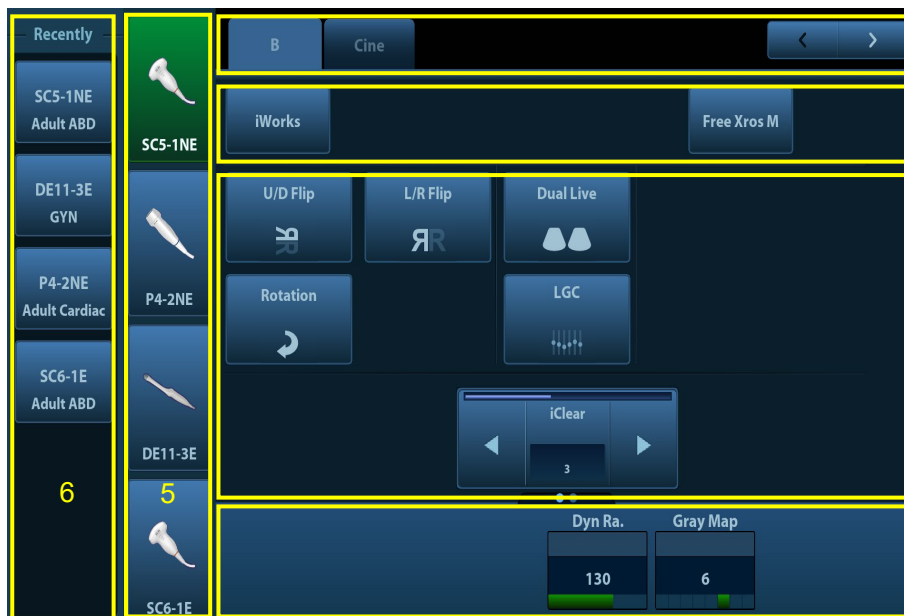 Recently
SC5-1NE
Adult ABD
DE11-3E
GYN
P4-2NE
Adult Cardiac
SC6-1E
Adult ABD
6
SC5-1NE
P4-2NE
DE11-3E
5
SC6-1E
B
Cine
iWorks
Free Xros M
U/D Flip
L/R Flip
Dual Live
R
R
R
R
Rotation
LGC
iClear
3
Dyn Ra.
Gray Map
130
6